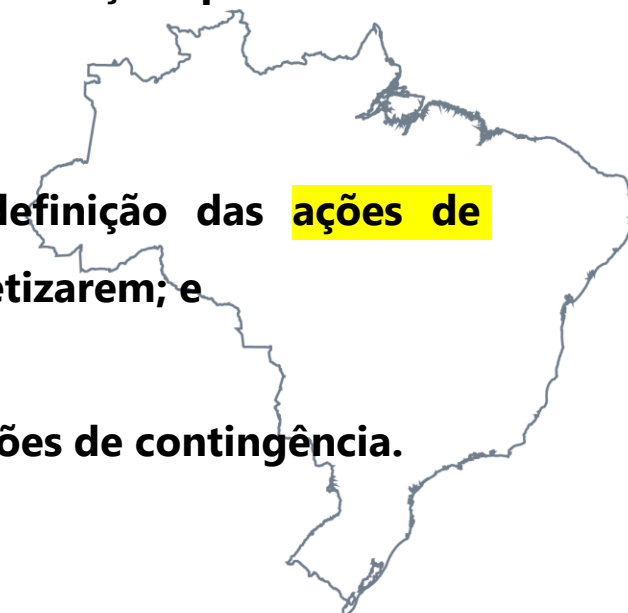 definição das ações de
etizarem; e
ões de contingência.